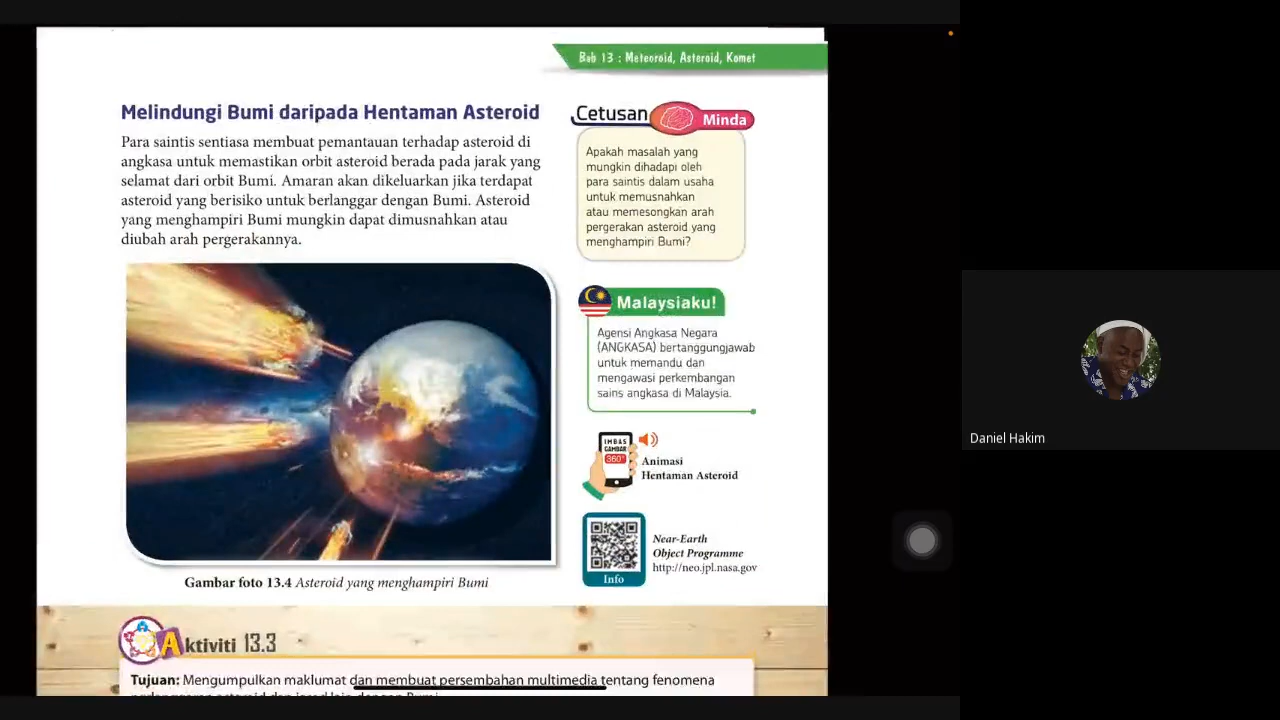 Bab 13 : Meteoroid, Asteroid, Komet
Melindungi Bumi daripada Hentaman Asteroid
Para saintis sentiasa membuat pemantauan terhadap asteroid di
angkasa untuk memastikan orbit asteroid berada pada jarak yang
selamat dari orbit Bumi. Amaran akan dikeluarkan jika terdapat
asteroid yang berisiko untuk berlanggar dengan Bumi. Asteroid
yang menghampiri Bumi mungkin dapat dimusnahkan atau
diubah arah pergerakannya.
Gambar foto 13.4 Asteroid yang menghampiri Bumi
Cetusan Minda
Apakah masalah yang
mungkin dihadapi oleh
para saintis dalam usaha
untuk memusnahkan
atau memesongkan arah
pergerakan asteroid yang
menghampiri Bumi?
Malaysiaku!
Agensi Angkasa Negara
(ANGKASA) bertanggungjawab
untuk memandu dan
mengawasi perkembangan
sains angkasa di Malaysia.
IMBAS
GAMBAR
360°
Animasi
Hentaman Asteroid
Info
Near-Earth
Object Programme
http://neo.jpl.nasa.gov
Aktiviti 13.3
Tujuan: Mengumpulkan maklumat dan membuat persembahan multimedia tentang fenomena
Daniel Hakim